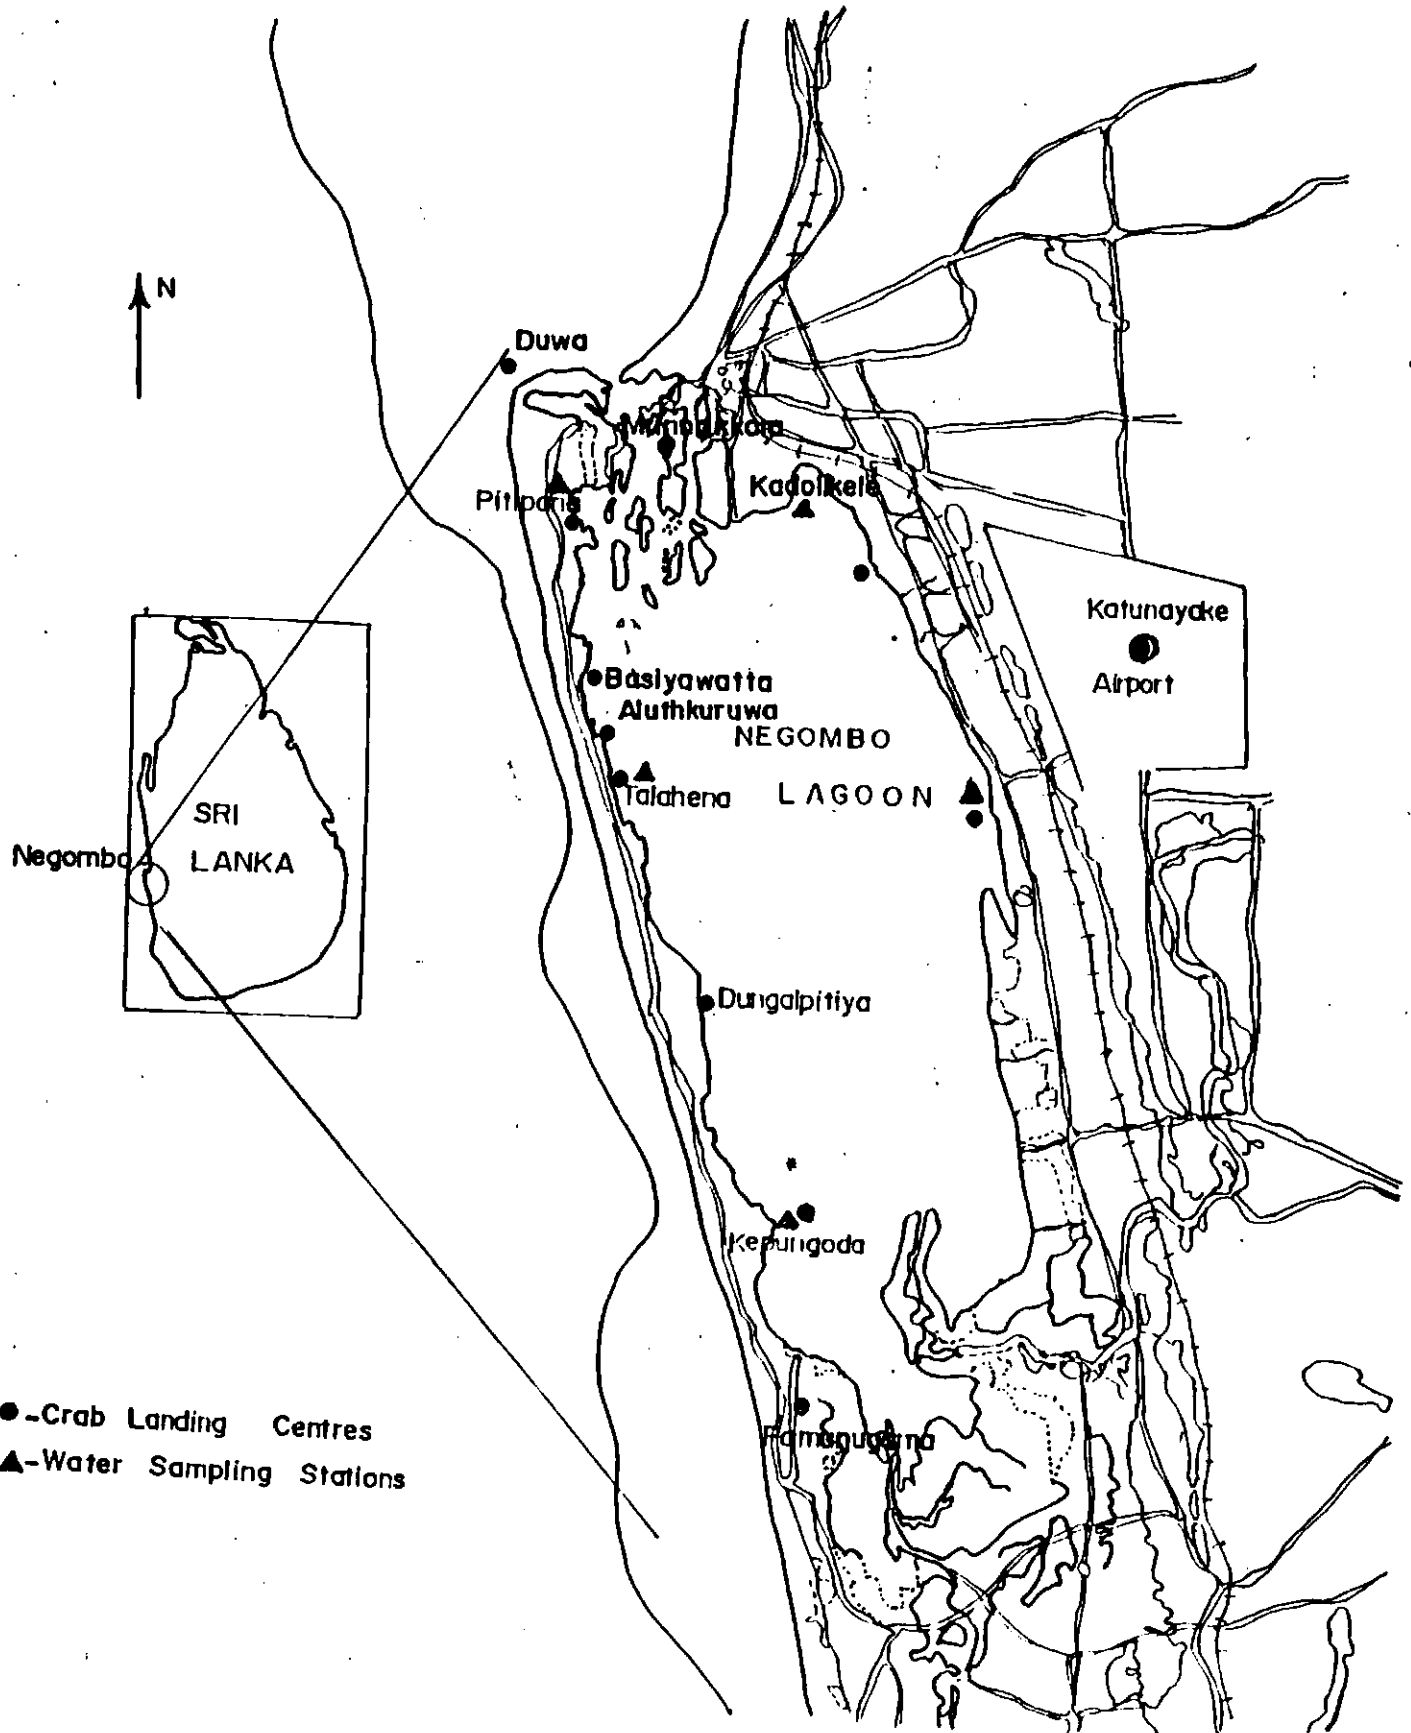 N
Duwa
Munnakkara
Kadolkele
Pitipana
Katunayake
Airport
Basiyawatta
Aluthkuruwa
NEGOMBO
Talahena
LAGOON
SRI
LANKA
Negombo
Dungalpitiya
Kepungoda
Pamunugama
-Crab Landing Centres
-Water Sampling Stations